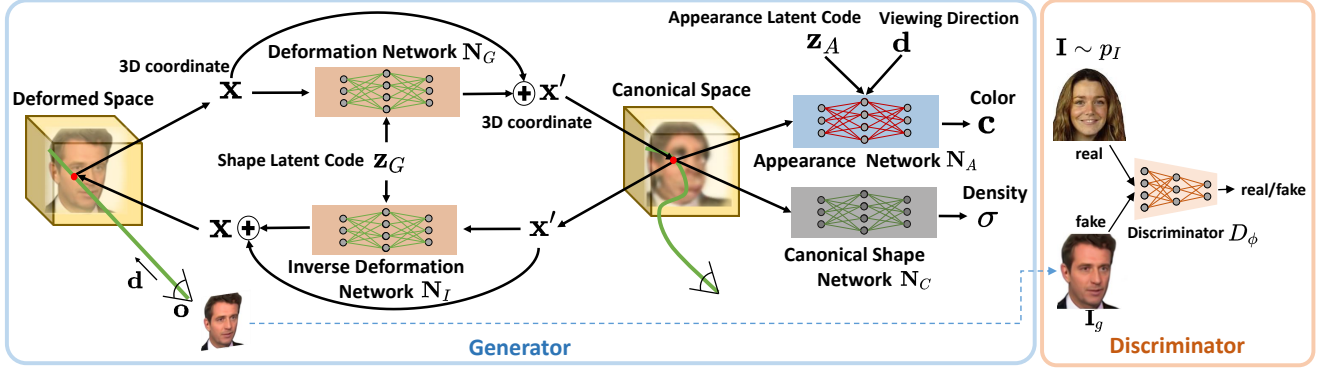 Deformed Space
3D coordinate
x
Deformation Network N_G
+
x′
3D coordinate
Shape Latent Code z_G
x
+
Inverse Deformation
Network N_I
x′
d
o
Canonical Space
Appearance Latent Code
z_A
Viewing Direction
d
Appearance Network N_A
Color
c
Density
σ
Canonical Shape
Network N_C
Generator
I ∼ p_I
real
fake
real/fake
Discriminator D_ϕ
I_g
Discriminator